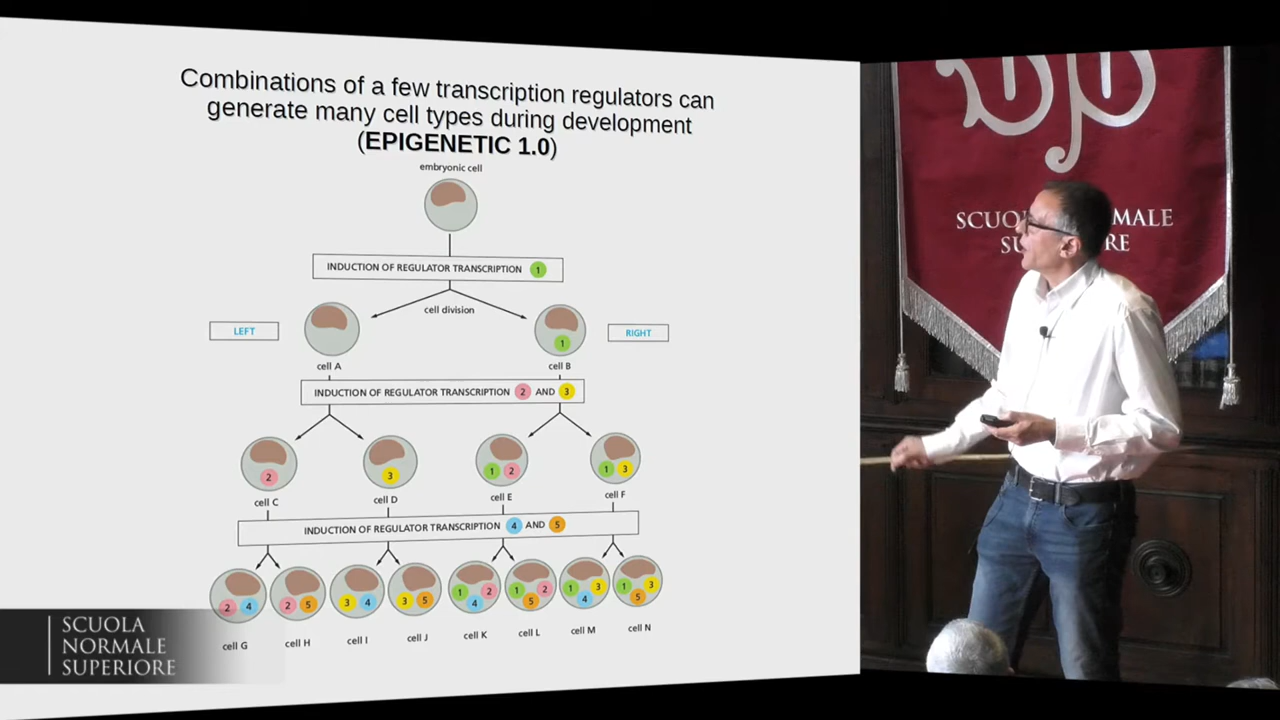 Combinations of a few transcription regulators can
generate many cell types during development
(EPIGENETIC 1.0)
embryonic cell
INDUCTION OF REGULATOR TRANSCRIPTION 1
cell division
LEFT
RIGHT
1
cell A
cell B
INDUCTION OF REGULATOR TRANSCRIPTION 2 AND 3
2
3
1 2
1 3
cell C
cell D
cell E
cell F
INDUCTION OF REGULATOR TRANSCRIPTION 4 AND 5
2 4
2 5
3 4
3 5
1 2 4
1 2 5
1 3 4
1 3 5
cell G
cell H
cell I
cell J
cell K
cell L
cell M
cell N
SCUOLA
NORMALE
SUPERIORE